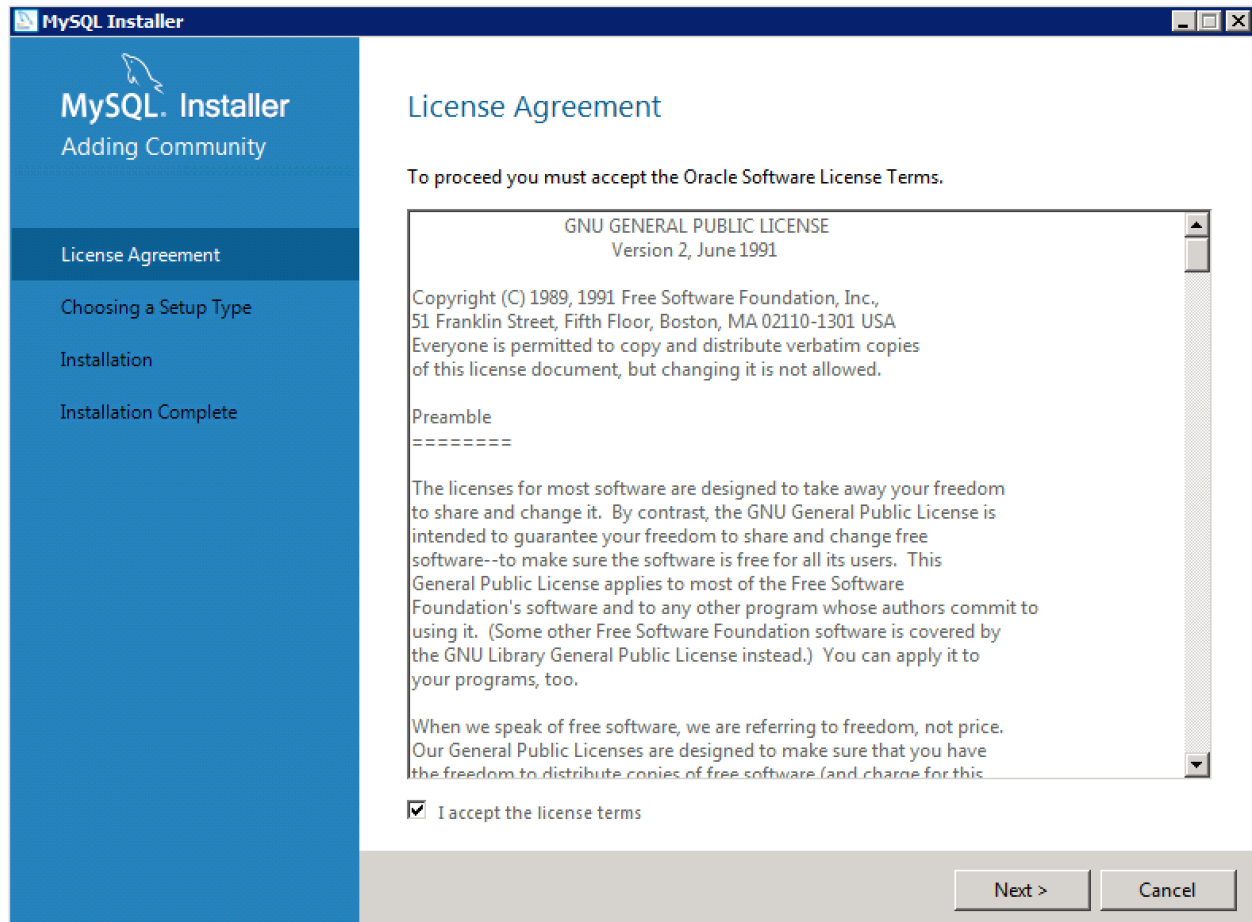 MySQL Installer
MySQL. Installer
Adding Community
License Agreement
Choosing a Setup Type
Installation
Installation Complete
License Agreement
To proceed you must accept the Oracle Software License Terms.
GNU GENERAL PUBLIC LICENSE
Version 2, June 1991
Copyright (C) 1989, 1991 Free Software Foundation, Inc.,
51 Franklin Street, Fifth Floor, Boston, MA 02110-1301 USA
Everyone is permitted to copy and distribute verbatim copies
of this license document, but changing it is not allowed.
Preamble
========
The licenses for most software are designed to take away your freedom
to share and change it.  By contrast, the GNU General Public License is
intended to guarantee your freedom to share and change free
software--to make sure the software is free for all its users.  This
General Public License applies to most of the Free Software
Foundation's software and to any other program whose authors commit to
using it.  (Some other Free Software Foundation software is covered by
the GNU Library General Public License instead.)  You can apply it to
your programs, too.
When we speak of free software, we are referring to freedom, not price.
Our General Public Licenses are designed to make sure that you have
the freedom to distribute copies of free software (and charge for this
I accept the license terms
Next >
Cancel